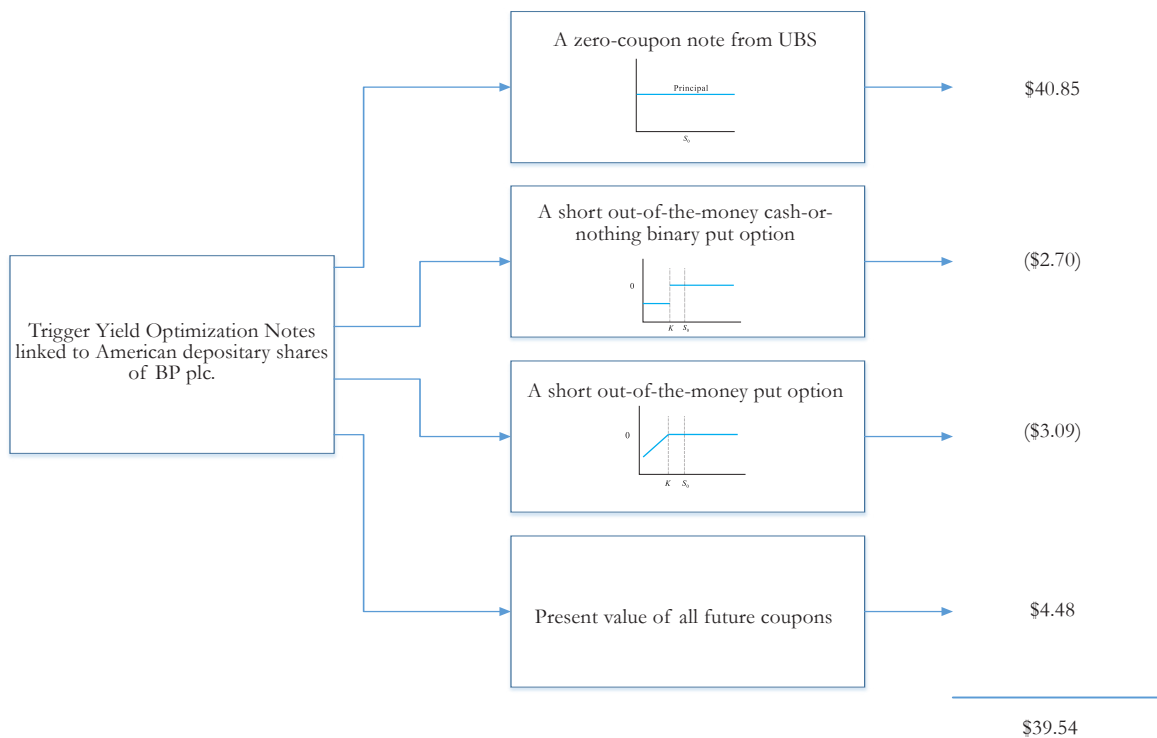 A zero-coupon note from UBS
Principal
S0
$40.85
A short out-of-the-money cash-or-
nothing binary put option
0
K S0
($2.70)
Trigger Yield Optimization Notes
linked to American depositary shares
of BP plc.
A short out-of-the-money put option
0
K S0
($3.09)
Present value of all future coupons
$4.48
$39.54